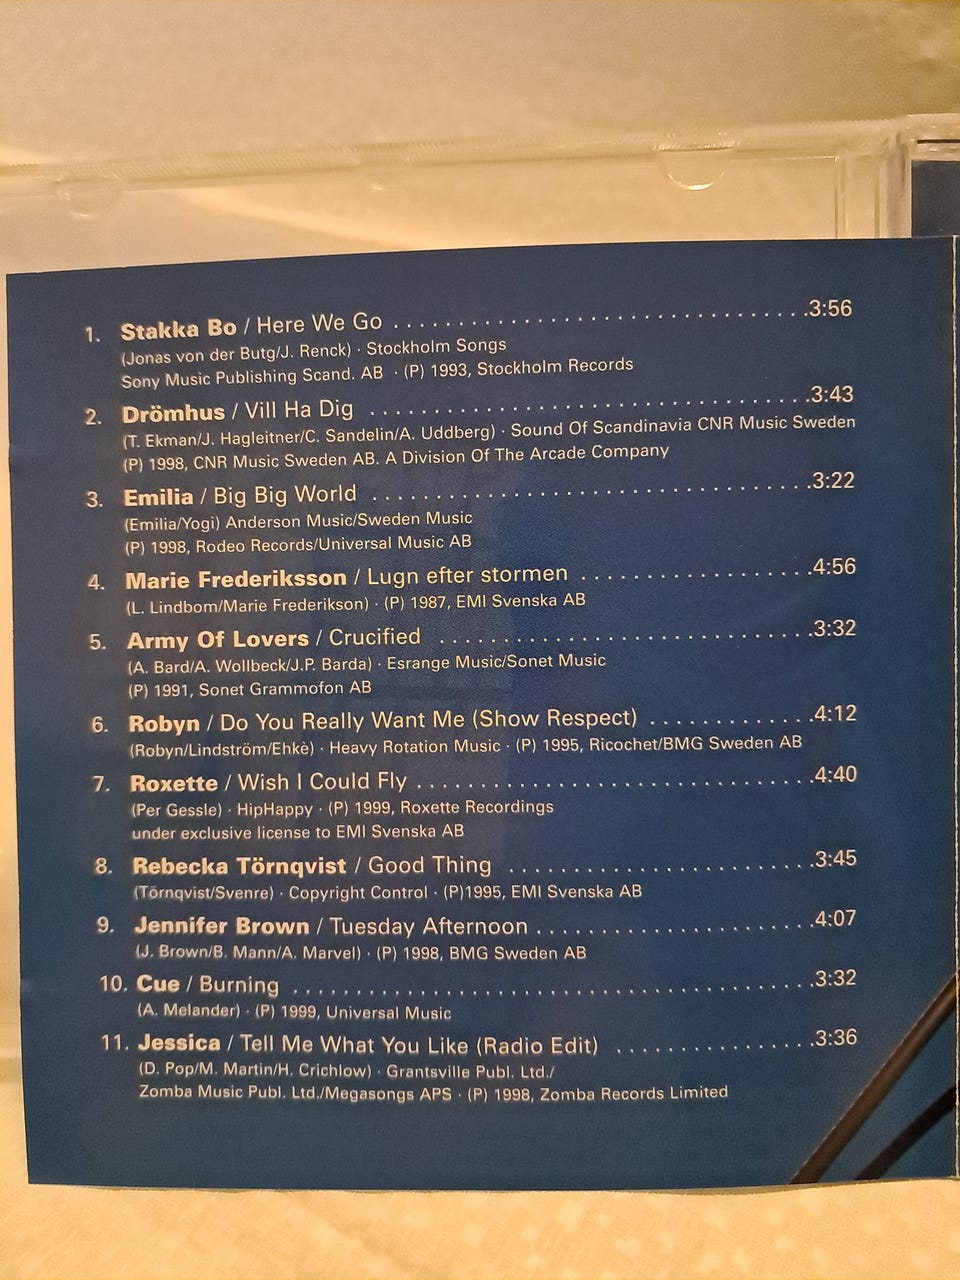 1. Stakka Bo / Here We Go ................................3:56
(Jonas von der Butg/J. Renck) · Stockholm Songs
Sony Music Publishing Scand. AB · (P) 1993, Stockholm Records
2. Drömhus / Vill Ha Dig ..................................3:43
(T. Ekman/J. Hagleitner/C. Sandelin/A. Uddberg) · Sound Of Scandinavia CNR Music Sweden
(P) 1998, CNR Music Sweden AB. A Division Of The Arcade Company
3. Emilia / Big Big World ..................................3:22
(Emilia/Yogi) Anderson Music/Sweden Music
(P) 1998, Rodeo Records/Universal Music AB
4. Marie Frederiksson / Lugn efter stormen ..................4:56
(L. Lindbom/Marie Frederikson) · (P) 1987, EMI Svenska AB
5. Army Of Lovers / Crucified .............................3:32
(A. Bard/A. Wollbeck/J.P. Barda) · Esrange Music/Sonet Music
(P) 1991, Sonet Grammofon AB
6. Robyn / Do You Really Want Me (Show Respect) .............4:12
(Robyn/Lindström/Ehkè) · Heavy Rotation Music · (P) 1995, Ricochet/BMG Sweden AB
7. Roxette / Wish I Could Fly ...............................4:40
(Per Gessle) · HipHappy · (P) 1999, Roxette Recordings
under exclusive license to EMI Svenska AB
8. Rebecka Törnqvist / Good Thing ........................3:45
(Törnqvist/Svenre) · Copyright Control · (P)1995, EMI Svenska AB
9. Jennifer Brown / Tuesday Afternoon ......................4:07
(J. Brown/B. Mann/A. Marvel) · (P) 1998, BMG Sweden AB
10. Cue / Burning ........................................3:32
(A. Melander) · (P) 1999, Universal Music
11. Jessica / Tell Me What You Like (Radio Edit) ................3:36
(D. Pop/M. Martin/H. Crichlow) · Grantsville Publ. Ltd./
Zomba Music Publ. Ltd./Megasongs APS · (P) 1998, Zomba Records Limited